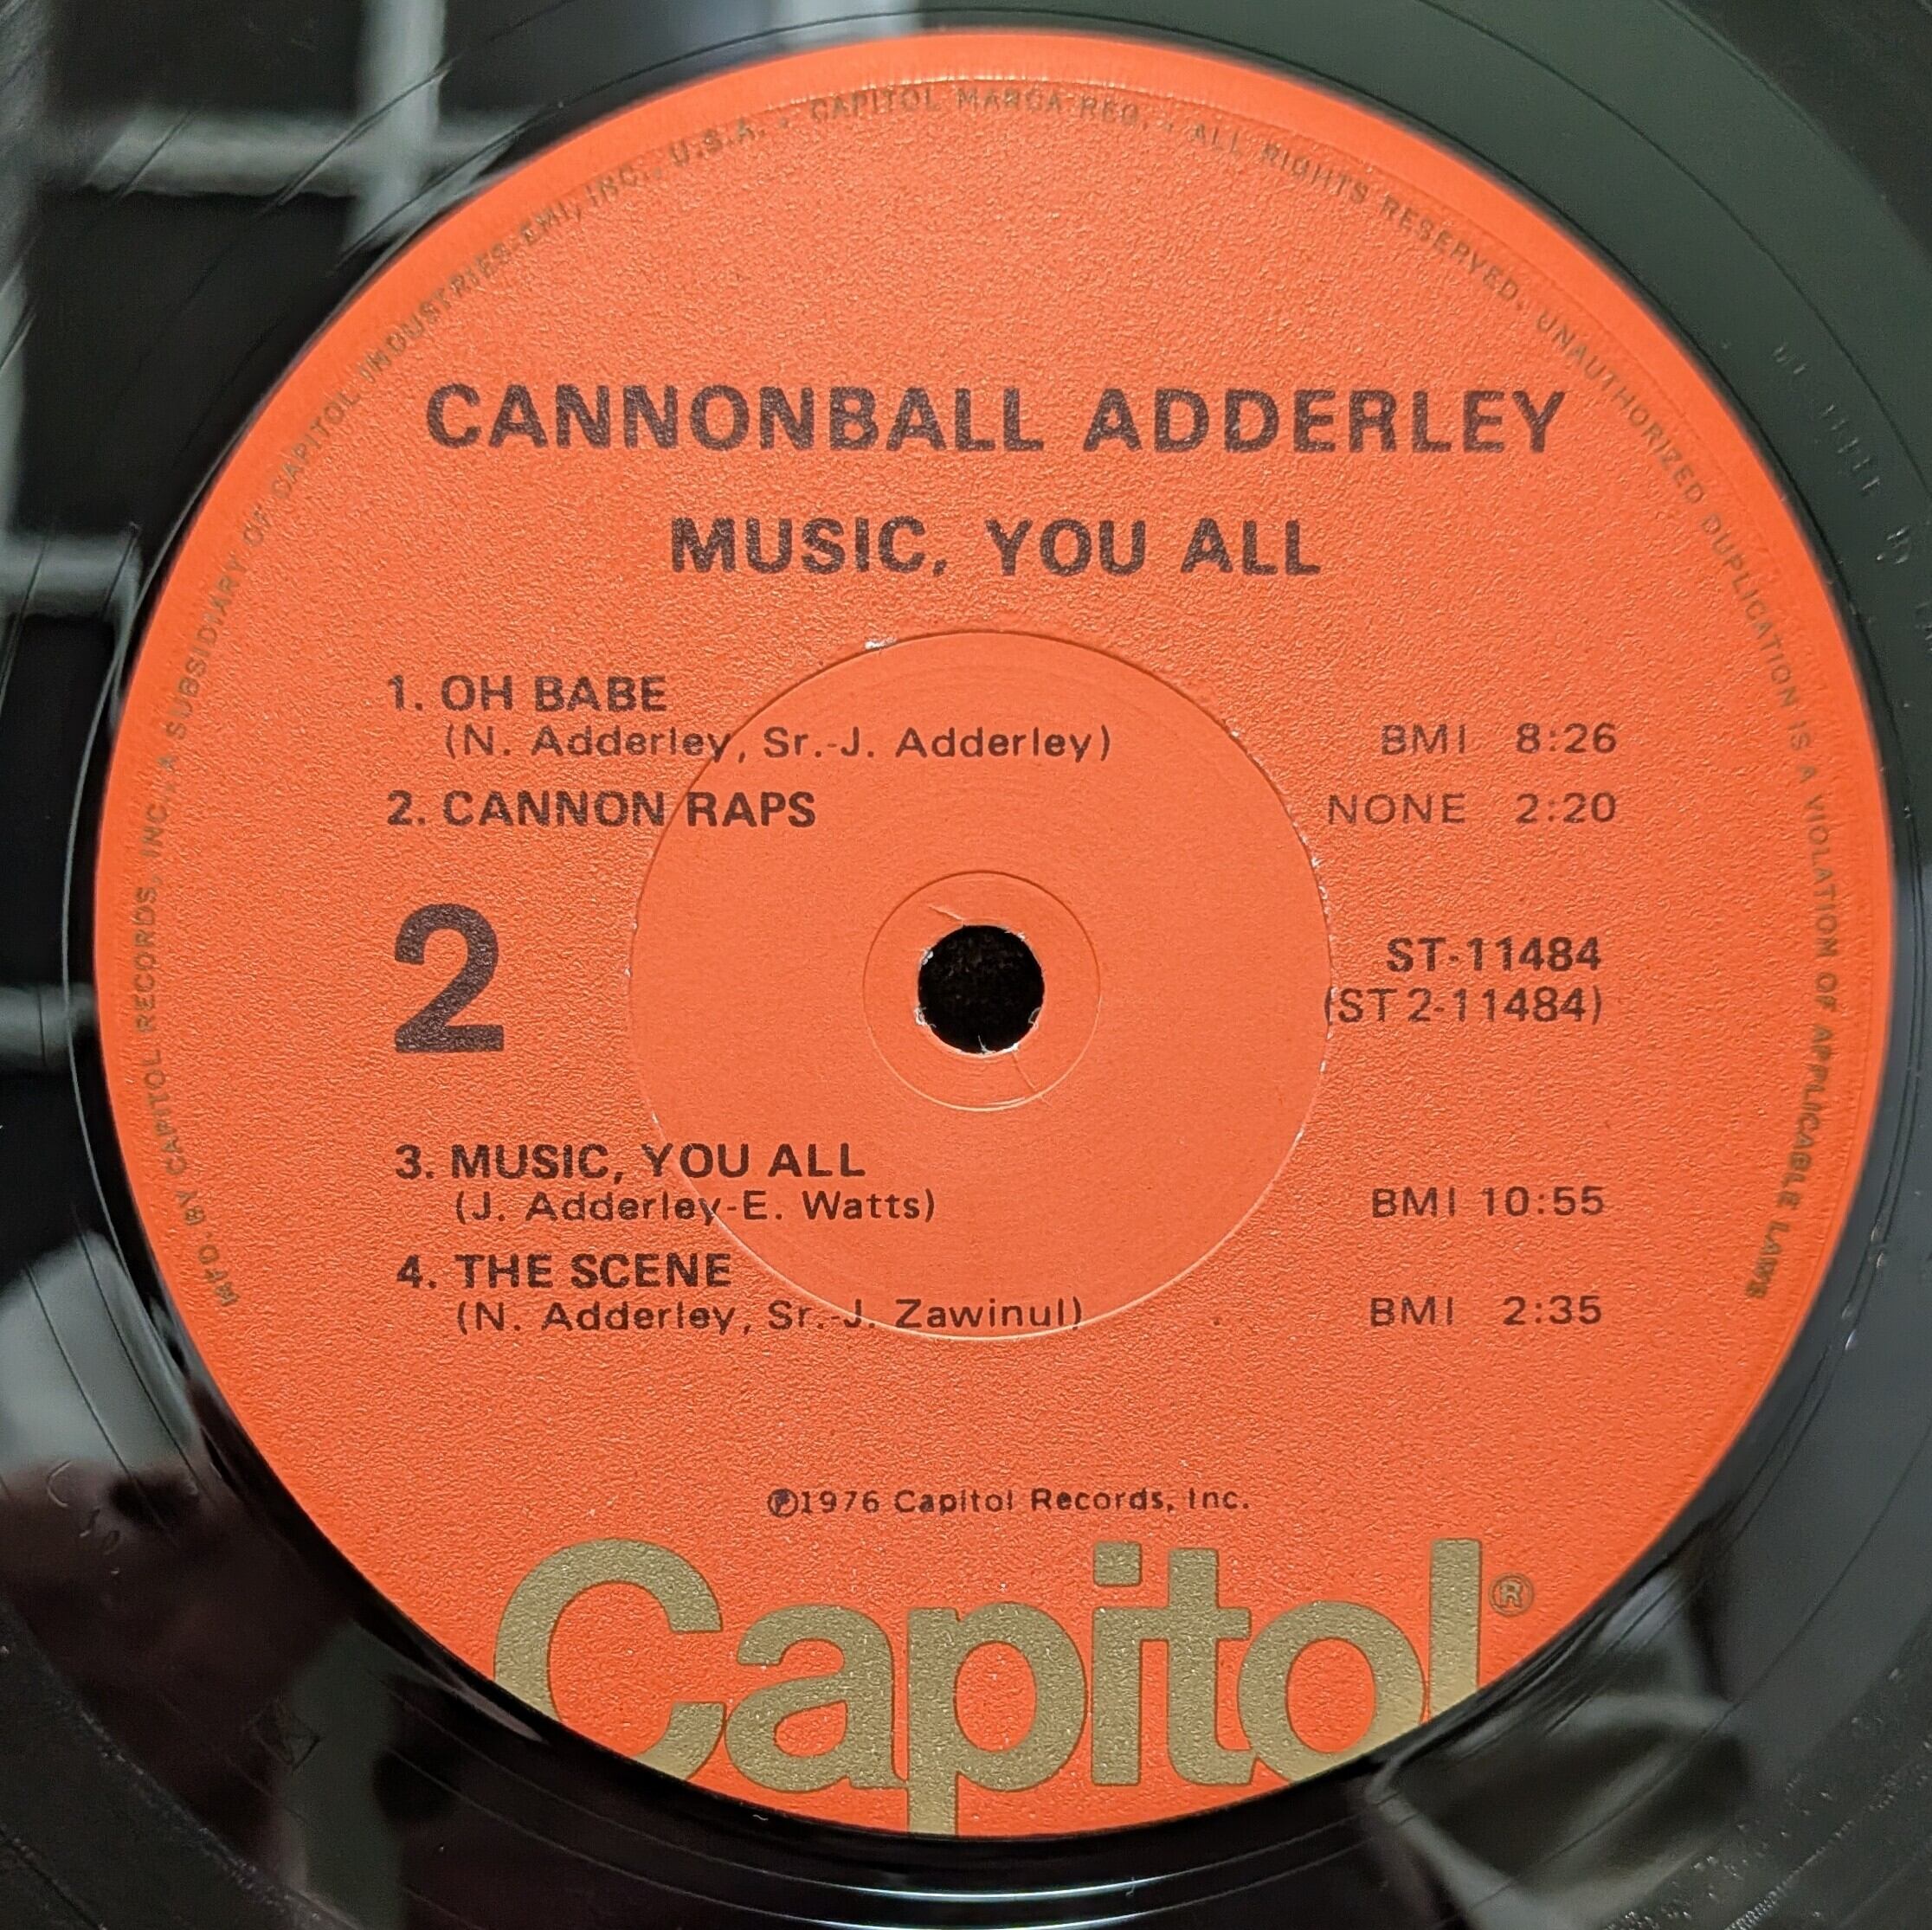 MFD. BY CAPITOL RECORDS, INC., A SUBSIDIARY OF CAPITOL INDUSTRIES-EMI, INC., U.S.A. • CAPITOL MARCA REG. • ALL RIGHTS RESERVED. UNAUTHORIZED DUPLICATION IS A VIOLATION OF APPLICABLE LAWS
CANNONBALL ADDERLEY
MUSIC, YOU ALL
1. OH BABE
(N. Adderley, Sr.-J. Adderley) BMI 8:26
2. CANNON RAPS NONE 2:20
2
ST-11484
(ST 2-11484)
3. MUSIC, YOU ALL
(J. Adderley-E. Watts) BMI 10:55
4. THE SCENE
(N. Adderley, Sr.-J. Zawinul) BMI 2:35
℗1976 Capitol Records, Inc.
Capitol®